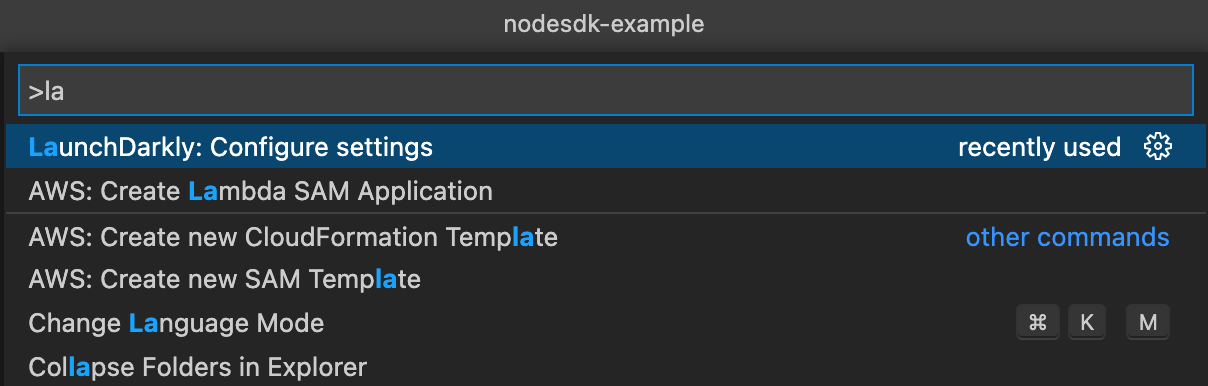 nodesdk-example
>la
LaunchDarkly: Configure settings recently used
AWS: Create Lambda SAM Application
AWS: Create new CloudFormation Template other commands
AWS: Create new SAM Template
Change Language Mode ⌘ K M
Collapse Folders in Explorer